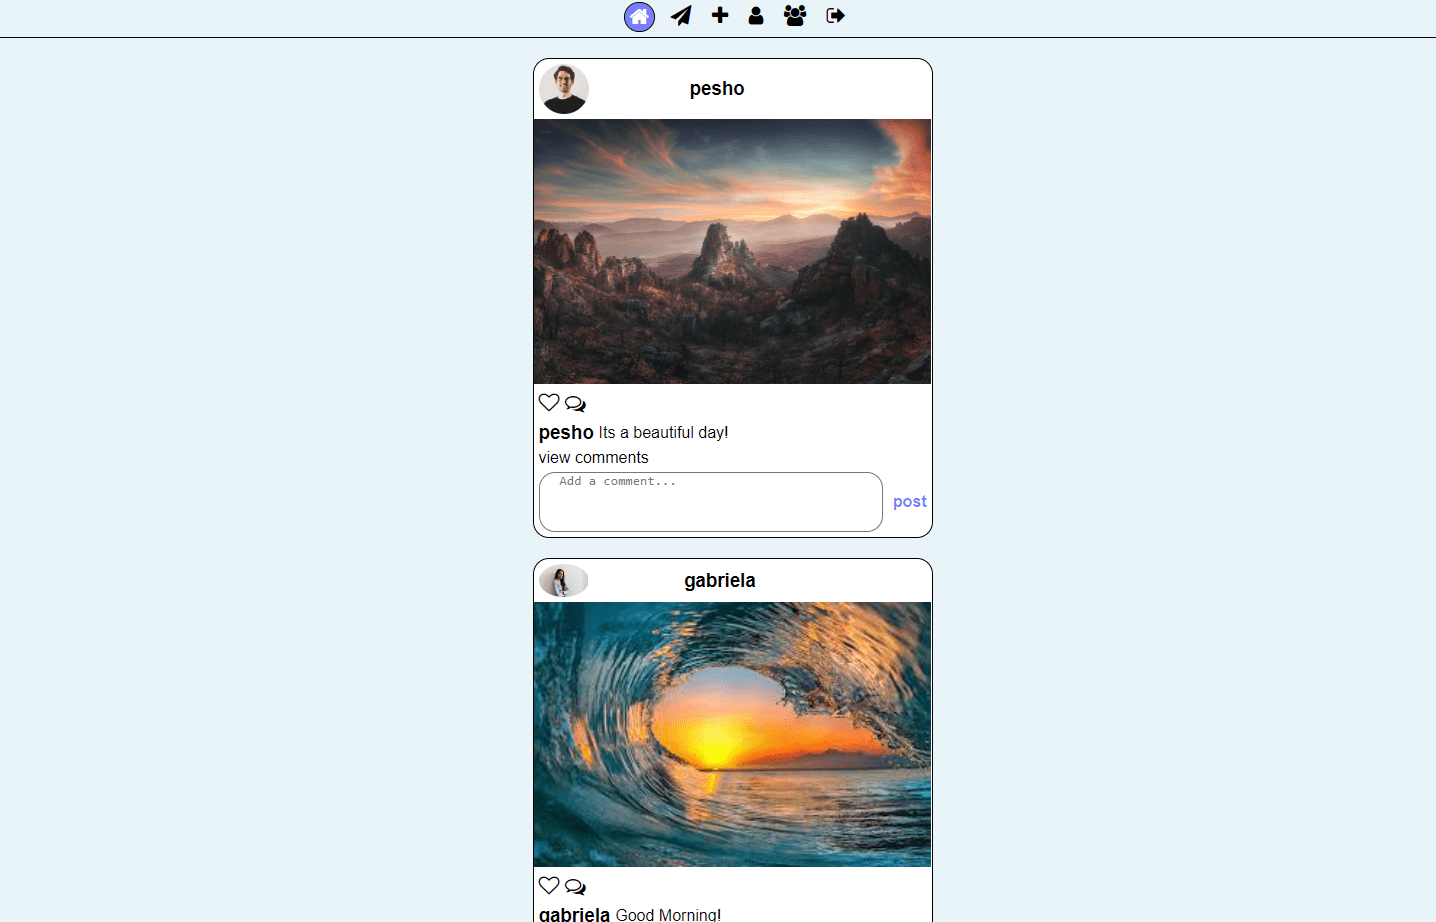 pesho
pesho Its a beautiful day!
view comments
Add a comment...
post
gabriela
gabriela Good Morning!